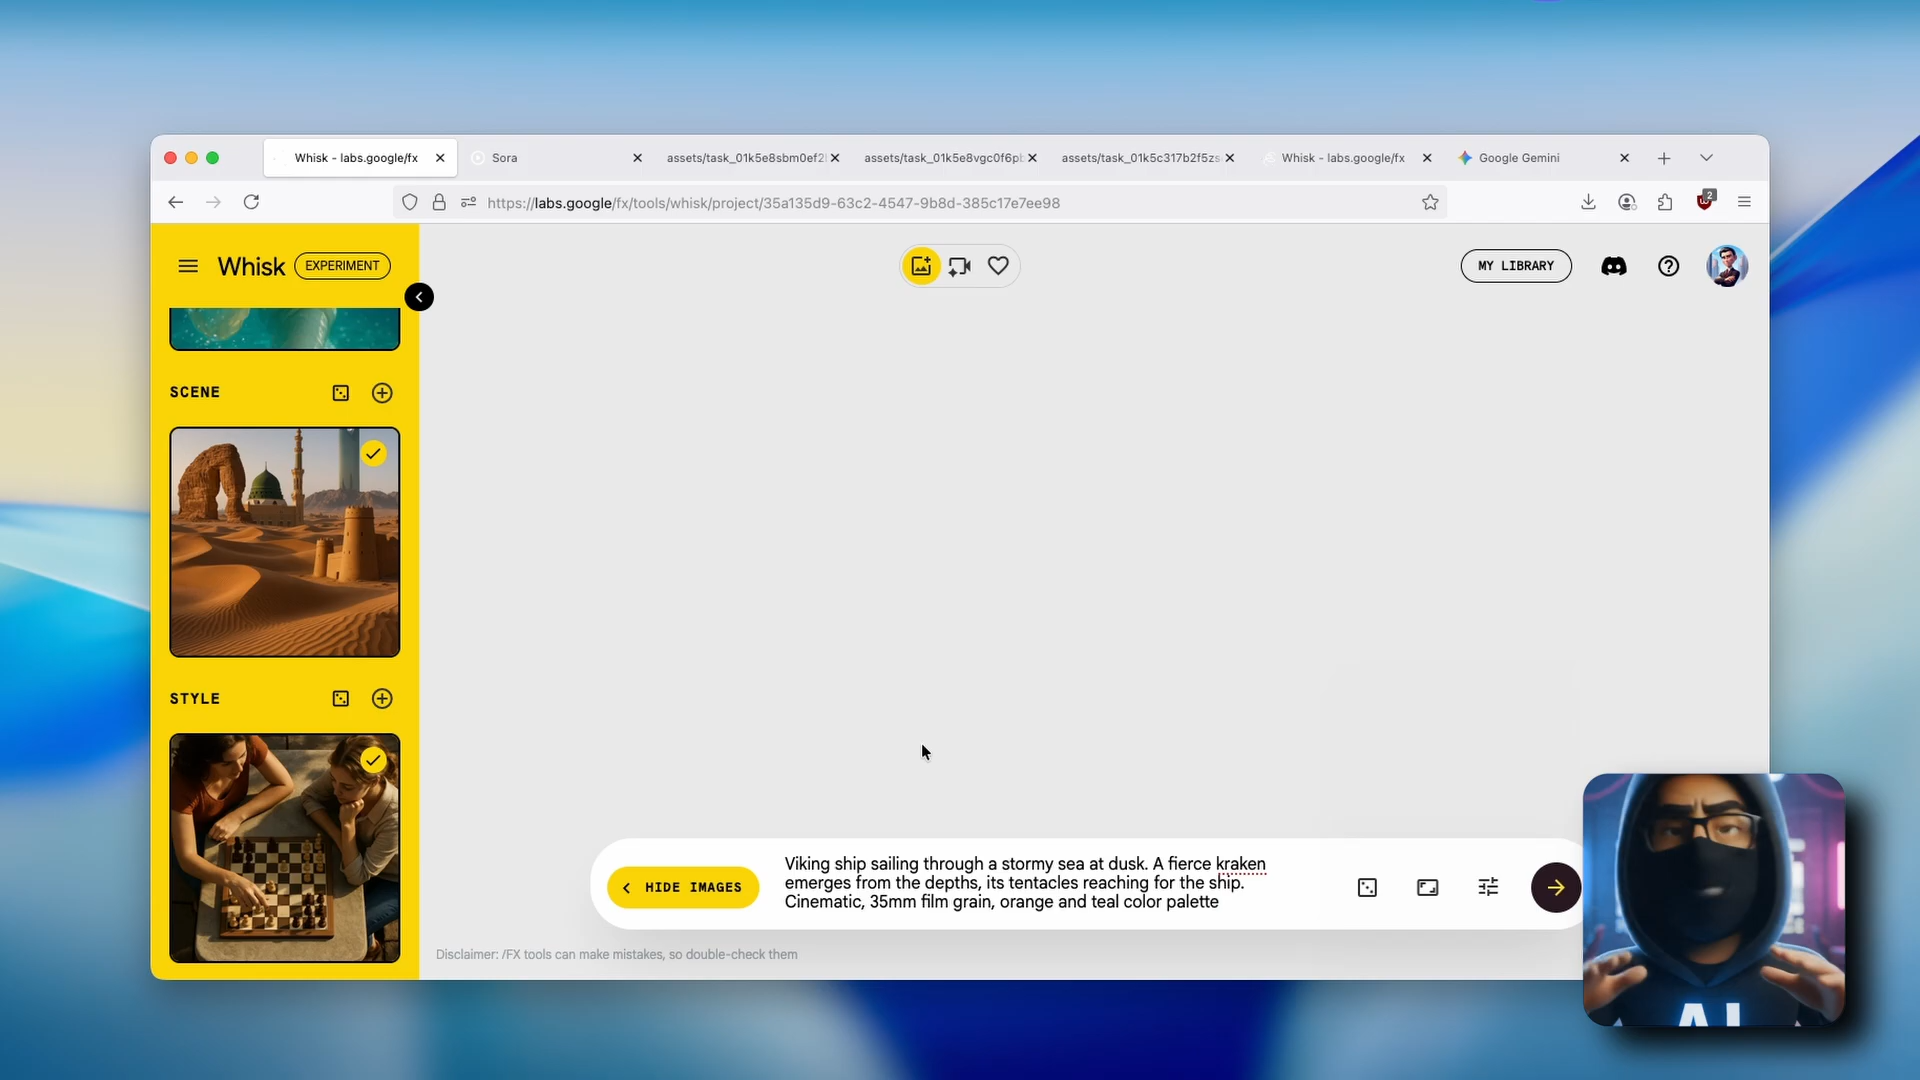 Whisk - labs.google/fx
Sora
assets/task_01k5e8sbm0ef2
assets/task_01k5e8vgc0f6p
assets/task_01k5c317b2f5zs
Whisk - labs.google/fx
Google Gemini
https://labs.google/fx/tools/whisk/project/35a135d9-63c2-4547-9b8d-385c17e7ee98
2
Whisk
EXPERIMENT
MY LIBRARY
SCENE
STYLE
HIDE IMAGES
Viking ship sailing through a stormy sea at dusk. A fierce kraken
emerges from the depths, its tentacles reaching for the ship.
Cinematic, 35mm film grain, orange and teal color palette
Disclaimer: /FX tools can make mistakes, so double-check them
AI